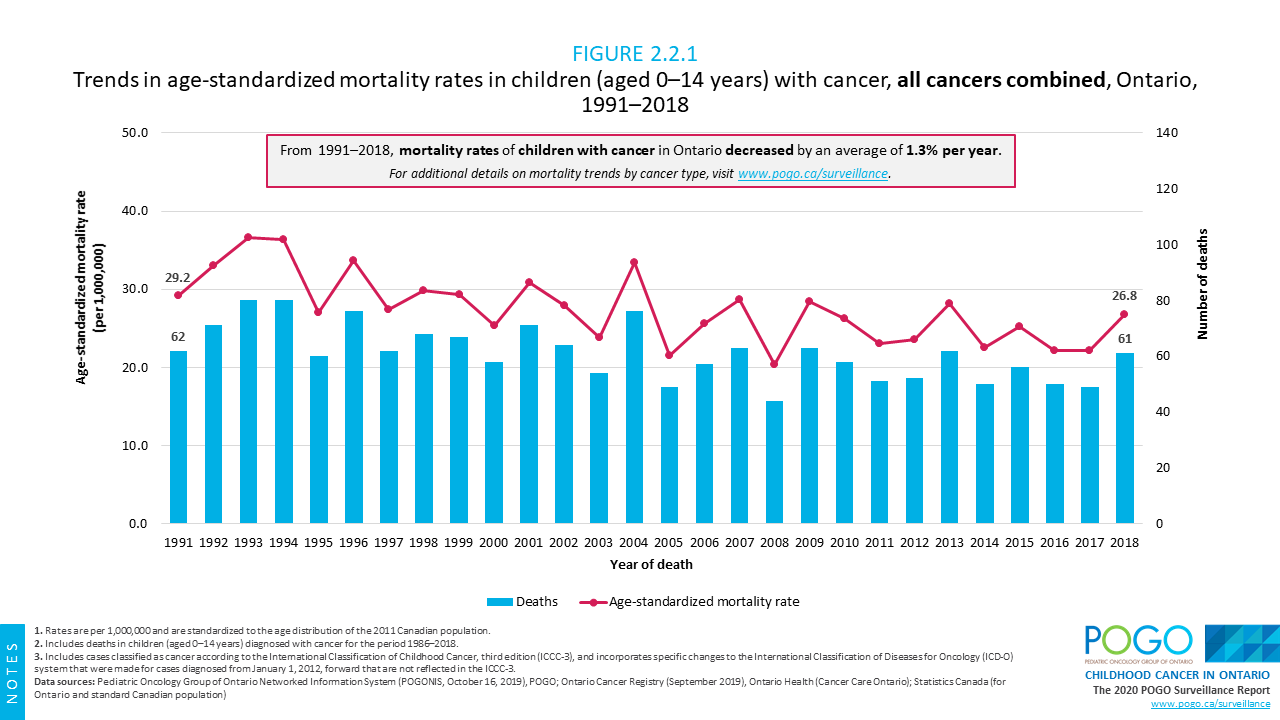 FIGURE 2.2.1
Trends in age-standardized mortality rates in children (aged 0–14 years) with cancer, all cancers combined, Ontario,
1991–2018
50.0
40.0
30.0
20.0
10.0
0.0
Age-standardized mortality rate
(per 1,000,000)
From 1991–2018, mortality rates of children with cancer in Ontario decreased by an average of 1.3% per year.
For additional details on mortality trends by cancer type, visit www.pogo.ca/surveillance.
29.2
62
26.8
61
140
120
100
80
60
40
20
0
Number of deaths
1991 1992 1993 1994 1995 1996 1997 1998 1999 2000 2001 2002 2003 2004 2005 2006 2007 2008 2009 2010 2011 2012 2013 2014 2015 2016 2017 2018
Year of death
Deaths Age-standardized mortality rate
NOTES
1. Rates are per 1,000,000 and are standardized to the age distribution of the 2011 Canadian population.
2. Includes deaths in children (aged 0–14 years) diagnosed with cancer for the period 1986–2018.
3. Includes cases classified as cancer according to the International Classification of Childhood Cancer, third edition (ICCC-3), and incorporates specific changes to the International Classification of Diseases for Oncology (ICD-O)
system that were made for cases diagnosed from January 1, 2012, forward that are not reflected in the ICCC-3.
Data sources: Pediatric Oncology Group of Ontario Networked Information System (POGONIS, October 16, 2019), POGO; Ontario Cancer Registry (September 2019), Ontario Health (Cancer Care Ontario); Statistics Canada (for
Ontario and standard Canadian population)
POGO
PEDIATRIC ONCOLOGY GROUP OF ONTARIO
CHILDHOOD CANCER IN ONTARIO
The 2020 POGO Surveillance Report
www.pogo.ca/surveillance